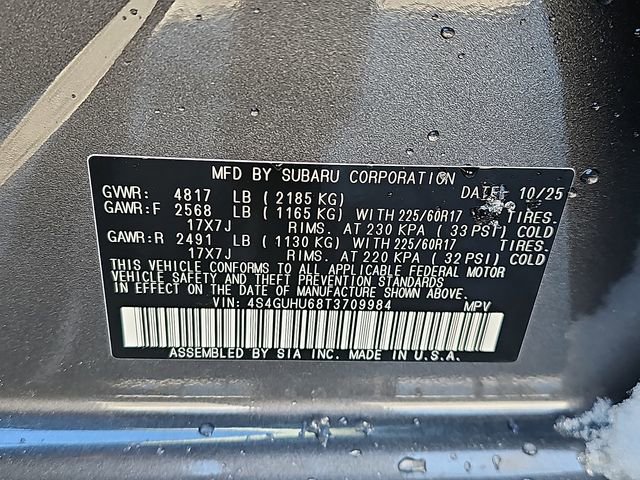 MFD BY SUBARU CORPORATION DATE: 10/25
GVWR: 4817 LB ( 2185 KG)
GAWR:F 2568 LB ( 1165 KG) WITH 225/60R17 TIRES.
17X7J RIMS. AT 230 KPA ( 33 PSI) COLD
GAWR:R 2491 LB ( 1130 KG) WITH 225/60R17 TIRES.
17X7J RIMS. AT 220 KPA ( 32 PSI) COLD
THIS VEHICLE CONFORMS TO ALL APPLICABLE FEDERAL MOTOR
VEHICLE SAFETY AND THEFT PREVENTION STANDARDS
IN EFFECT ON THE DATE OF MANUFACTURE SHOWN ABOVE.
VIN: 4S4GUHU68T3709984 MPV
ASSEMBLED BY SIA INC. MADE IN U.S.A.